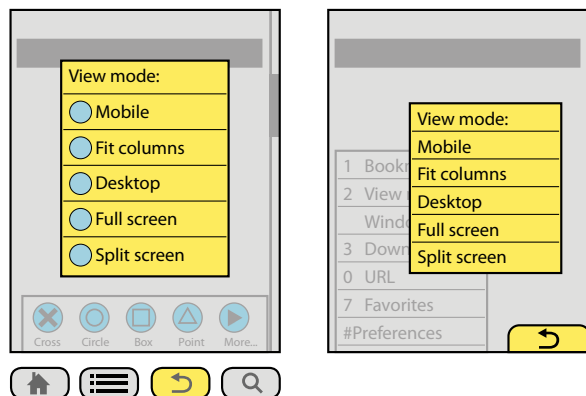 View mode:
Mobile
Fit columns
Desktop
Full screen
Split screen
Cross Circle Box Point More...
View mode:
Mobile
Fit columns
Desktop
Full screen
Split screen
1
2 View
3
0 URL
7 Favorites
#Preferences